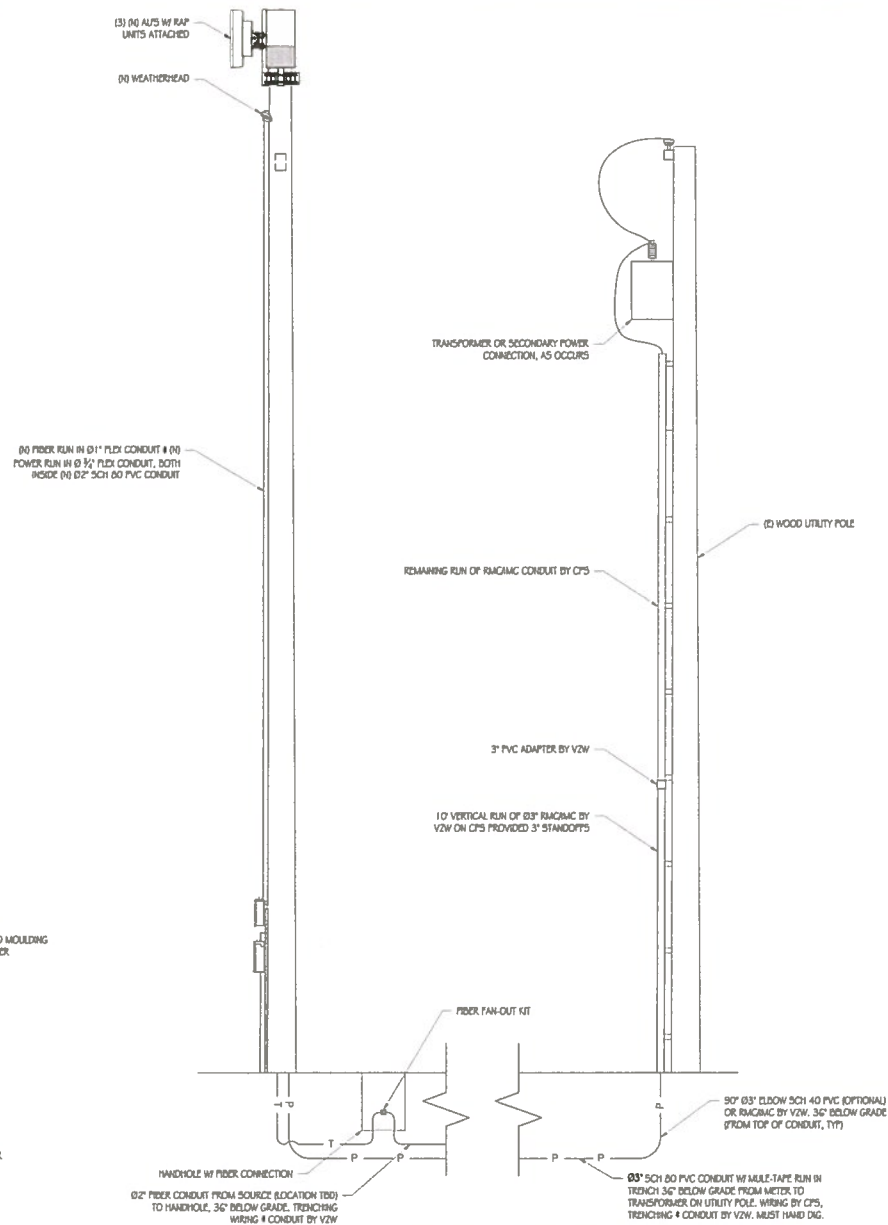 (3) (N) AU'S W/ RAP
UNITS ATTACHED
(N) WEATHERHEAD
TRANSFORMER OR SECONDARY POWER
CONNECTION, AS OCCURS
(N) FIBER RUN IN Ø1" FLEX CONDUIT & (N)
POWER RUN IN Ø ¾" FLEX CONDUIT, BOTH
INSIDE (N) Ø2" SCH 80 PVC CONDUIT
(E) WOOD UTILITY POLE
REMAINING RUN OF RMC/IMC CONDUIT BY CPS
3" PVC ADAPTER BY VZW
10' VERTICAL RUN OF Ø3" RMC/IMC BY
VZW ON CPS PROVIDED 3" STANDOFFS
MOULDING
FIBER FAN-OUT KIT
90° Ø3" ELBOW SCH 40 PVC (OPTIONAL)
OR RMC/IMC BY VZW. 36" BELOW GRADE
(FROM TOP OF CONDUIT, TYP)
P
T
P
T
P
P
P
P
HANDHOLE W/ FIBER CONNECTION
Ø2" FIBER CONDUIT FROM SOURCE (LOCATION TBD)
TO HANDHOLE, 36" BELOW GRADE. TRENCHING
WIRING & CONDUIT BY VZW
Ø3" SCH 80 PVC CONDUIT W/ MULE-TAPE RUN IN
TRENCH 36" BELOW GRADE FROM METER TO
TRANSFORMER ON UTILITY POLE. WIRING BY CPS,
TRENCHING & CONDUIT BY VZW. MUST HAND DIG.